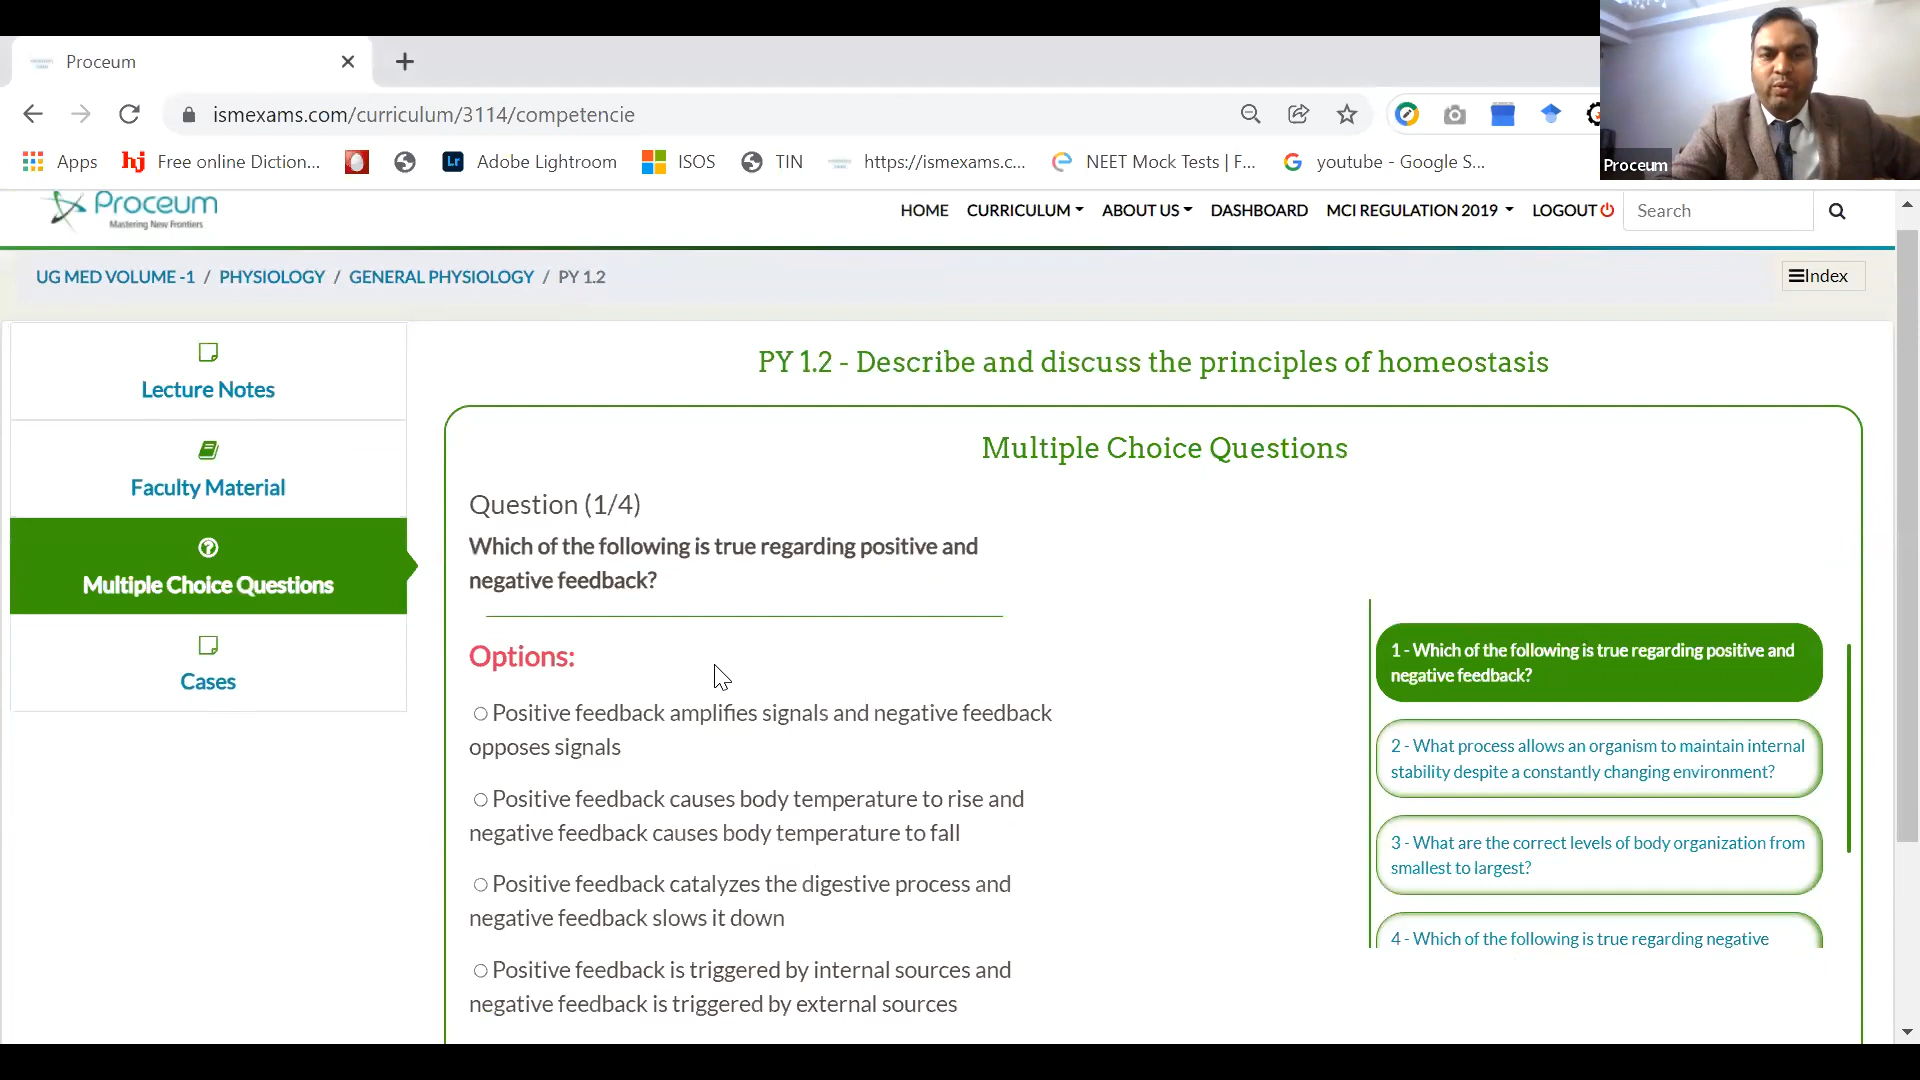 Proceum
ismexams.com/curriculum/3114/competencie
Apps
hj
Free online Diction...
Lr
Adobe Lightroom
ISOS
TIN
https://ismexams.c...
NEET Mock Tests | F...
youtube - Google S...
Proceum
Proceum
Mastering New Frontiers
HOME
CURRICULUM
ABOUT US
DASHBOARD
MCI REGULATION 2019
LOGOUT
Search
UG MED VOLUME -1 / PHYSIOLOGY / GENERAL PHYSIOLOGY / PY 1.2
Index
Lecture Notes
Faculty Material
Multiple Choice Questions
Cases
PY 1.2 - Describe and discuss the principles of homeostasis
Multiple Choice Questions
Question (1/4)
Which of the following is true regarding positive and
negative feedback?
Options:
Positive feedback amplifies signals and negative feedback
opposes signals
Positive feedback causes body temperature to rise and
negative feedback causes body temperature to fall
Positive feedback catalyzes the digestive process and
negative feedback slows it down
Positive feedback is triggered by internal sources and
negative feedback is triggered by external sources
1 - Which of the following is true regarding positive and
negative feedback?
2 - What process allows an organism to maintain internal
stability despite a constantly changing environment?
3 - What are the correct levels of body organization from
smallest to largest?
4 - Which of the following is true regarding negative